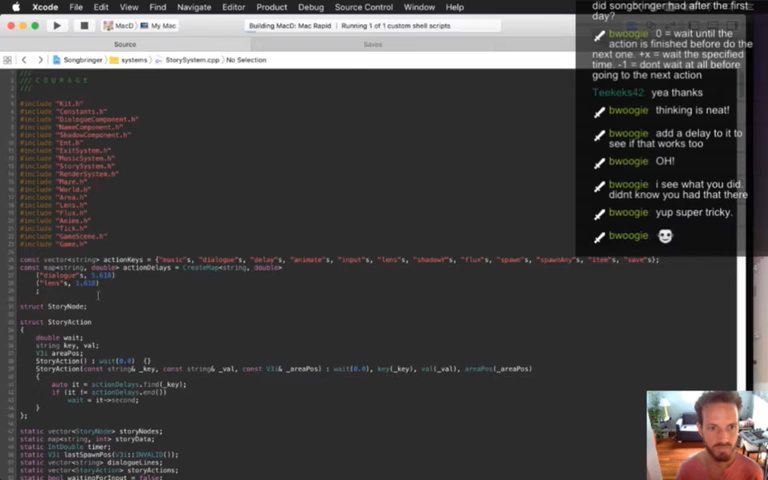 Xcode File Edit View Find Navigate Editor Product Debug Source Control Window
did songbringer had after the first
day?
MacD My Mac
Building MacD: Mac Rapid Running 1 of 1 custom shell scripts
bwoogie 0 = wait until the
action is finished before do the
next one. +x = wait the specified
time. -1 = dont wait at all before
going to the next action
Source Saved
Songbringer systems StorySystem.cpp No Selection
Teekeks42 yea thanks
bwoogie thinking is neat!
bwoogie add a delay to it to
see if that works too
bwoogie OH!
bwoogie i see what you did.
didnt know you had that there
bwoogie yup super tricky.
bwoogie
///
///
#include "Kit.h"
#include "Constants.h"
#include "DialogueComponent.h"
#include "NameComponent.h"
#include "ShadowComponent.h"
#include "Ent.h"
#include "ExitSystem.h"
#include "MusicSystem.h"
#include "StorySystem.h"
#include "RenderSystem.h"
#include "Maze.h"
#include "World.h"
#include "Area.h"
#include "Lens.h"
#include "Flux.h"
#include "Anims.h"
#include "Tick.h"
#include "GameScene.h"
#include "Game.h"
const vector<string> actionKeys = {"music"s, "dialogue"s, "delay"s, "animate"s, "input"s, "lens"s, "shadowY"s, "flux"s, "spawn"s, "spawnAny"s, "item"s, "save"s};
const map<string, double> actionDelays = CreateMap<string, double>
("dialogue"s, 5.618)
("lens"s, 1.618)
;
struct StoryNode;
struct StoryAction
{
double wait;
string key, val;
V3i areaPos;
StoryAction() : wait(0.0) {}
StoryAction(const string& _key, const string& _val, const V3i& _areaPos) : wait(0.0), key(_key), val(_val), areaPos(_areaPos)
{
auto it = actionDelays.find(_key);
if (it != actionDelays.end())
wait = it->second;
}
};
static vector<StoryNode> storyNodes;
static map<string, int> storyData;
static IntDouble timer;
static V3i lastSpawnPos(V3i::INVALID());
static vector<string> dialogueLines;
static vector<StoryAction> storyActions;
static bool waitingForInput = false;